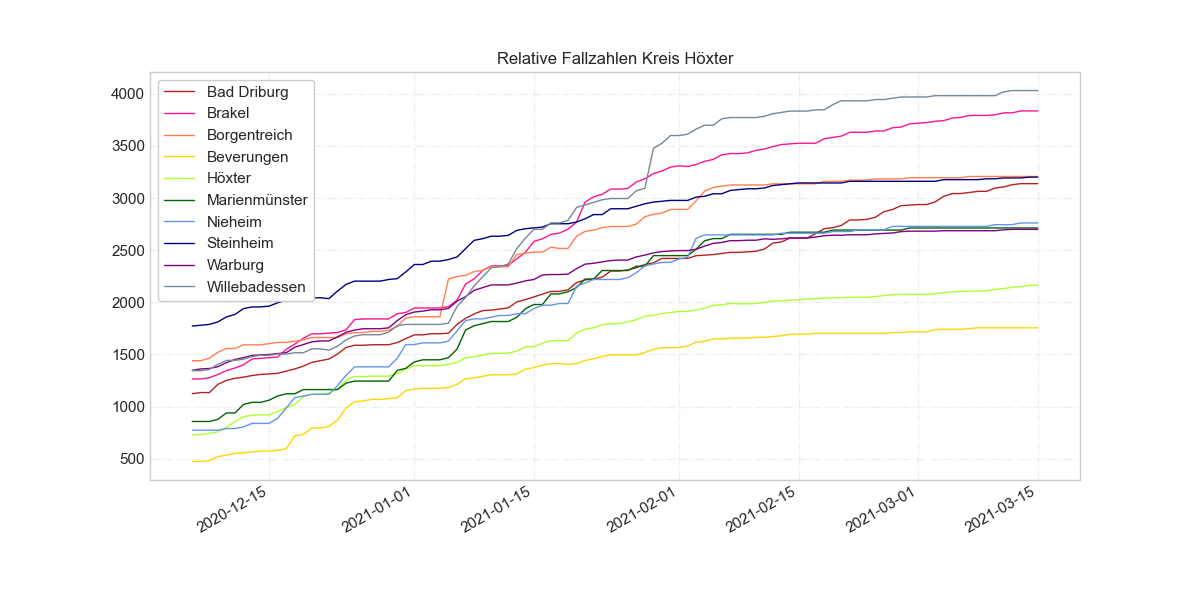 Relative Fallzahlen Kreis Höxter
4000
3500
3000
2500
2000
1500
1000
500
Bad Driburg
Brakel
Borgentreich
Beverungen
Höxter
Marienmünster
Nieheim
Steinheim
Warburg
Willebadessen
2020-12-15
2021-01-01
2021-01-15
2021-02-01
2021-02-15
2021-03-01
2021-03-15